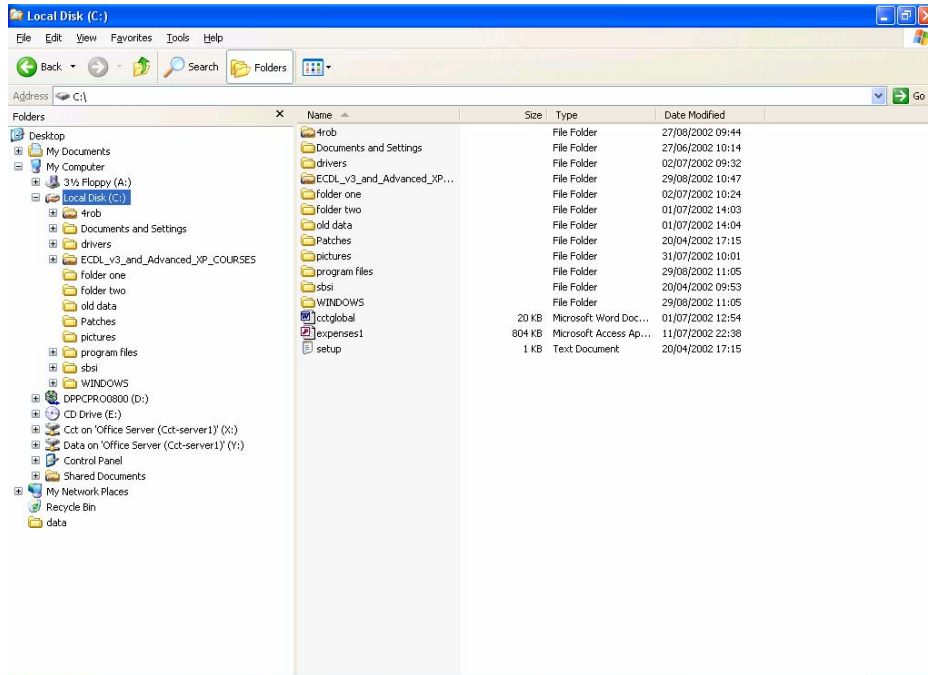 Local Disk (C:)
File Edit View Favorites Tools Help
Back Search Folders
Address C:\ Go
Folders X
Desktop
My Documents
My Computer
3½ Floppy (A:)
Local Disk (C:)
4rob
Documents and Settings
drivers
ECDL_v3_and_Advanced_XP_COURSES
folder one
folder two
old data
Patches
pictures
program files
sbsi
WINDOWS
DPPCPRO0800 (D:)
CD Drive (E:)
Cct on 'Office Server (Cct-server1)' (X:)
Data on 'Office Server (Cct-server1)' (Y:)
Control Panel
Shared Documents
My Network Places
Recycle Bin
data
Name Size Type Date Modified
4rob File Folder 27/08/2002 09:44
Documents and Settings File Folder 27/06/2002 10:14
drivers File Folder 02/07/2002 09:32
ECDL_v3_and_Advanced_XP... File Folder 29/08/2002 10:47
folder one File Folder 02/07/2002 10:24
folder two File Folder 01/07/2002 14:03
old data File Folder 01/07/2002 14:04
Patches File Folder 20/04/2002 17:15
pictures File Folder 31/07/2002 10:01
program files File Folder 29/08/2002 11:05
sbsi File Folder 20/04/2002 09:53
WINDOWS File Folder 29/08/2002 11:05
cctglobal 20 KB Microsoft Word Doc... 01/07/2002 12:54
expenses1 804 KB Microsoft Access Ap... 11/07/2002 22:38
setup 1 KB Text Document 20/04/2002 17:15